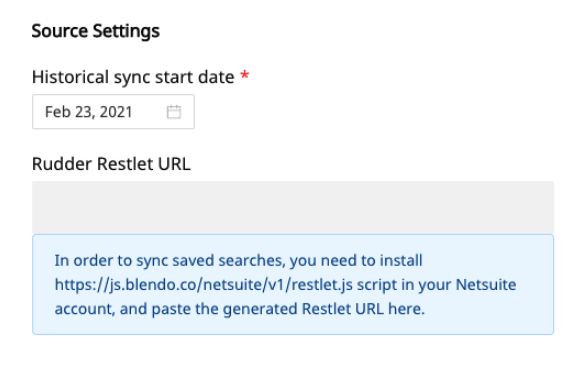 Source Settings
Historical sync start date *
Feb 23, 2021
Rudder Restlet URL
In order to sync saved searches, you need to install
https://js.blendo.co/netsuite/v1/restlet.js script in your Netsuite
account, and paste the generated Restlet URL here.